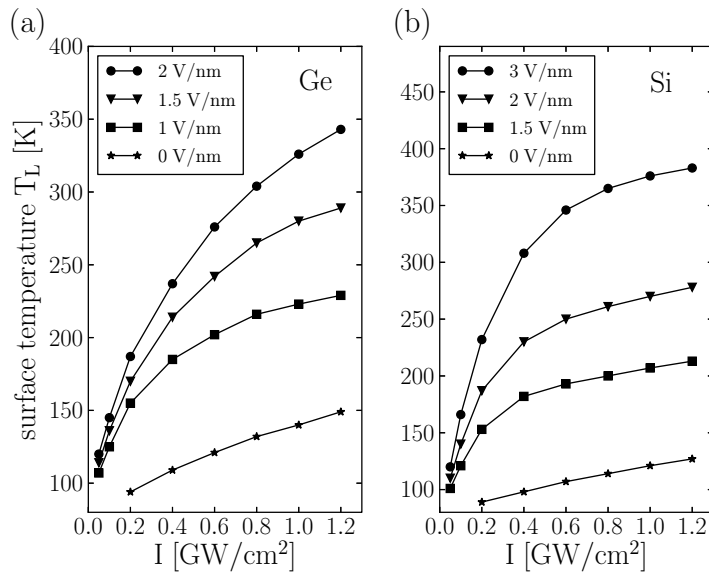 (a)
Ge
2 V/nm
1.5 V/nm
1 V/nm
0 V/nm
surface temperature T_L [K]
400
350
300
250
200
150
100
0.0 0.2 0.4 0.6 0.8 1.0 1.2
I [GW/cm²]
(b)
Si
3 V/nm
2 V/nm
1.5 V/nm
0 V/nm
450
400
350
300
250
200
150
100
0.0 0.2 0.4 0.6 0.8 1.0 1.2
I [GW/cm²]